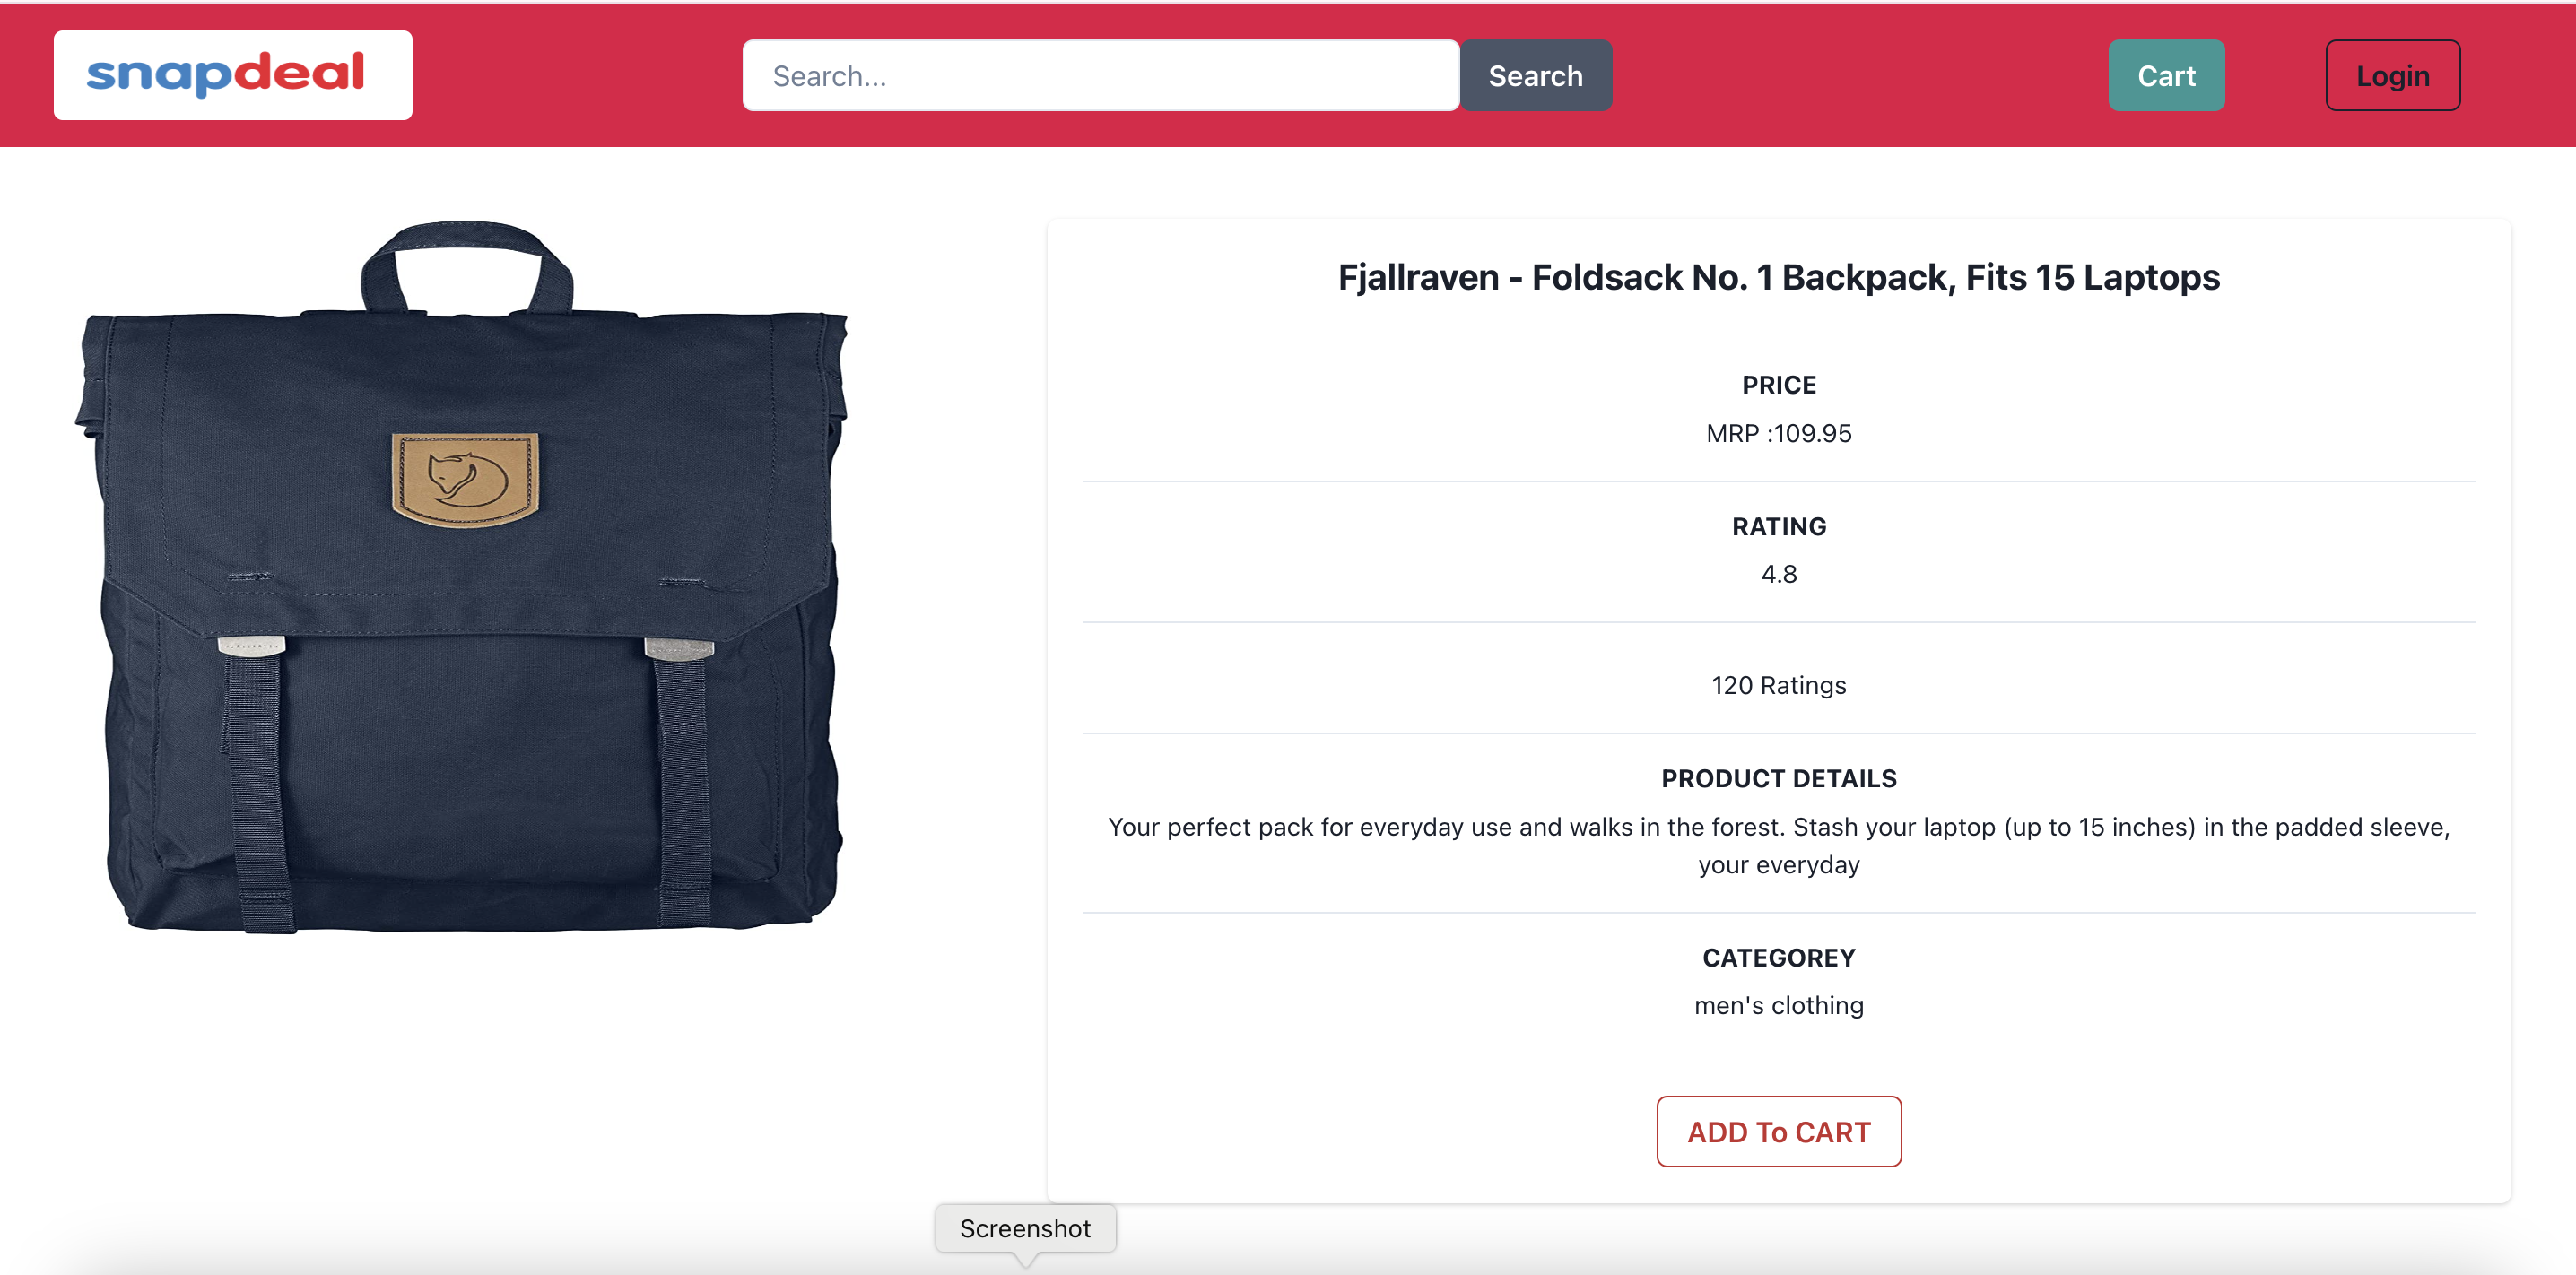 snapdeal
Search...
Search
Cart
Login
Fjallraven - Foldsack No. 1 Backpack, Fits 15 Laptops
PRICE
MRP :109.95
RATING
4.8
120 Ratings
PRODUCT DETAILS
Your perfect pack for everyday use and walks in the forest. Stash your laptop (up to 15 inches) in the padded sleeve,
your everyday
CATEGOREY
men's clothing
ADD To CART
Screenshot